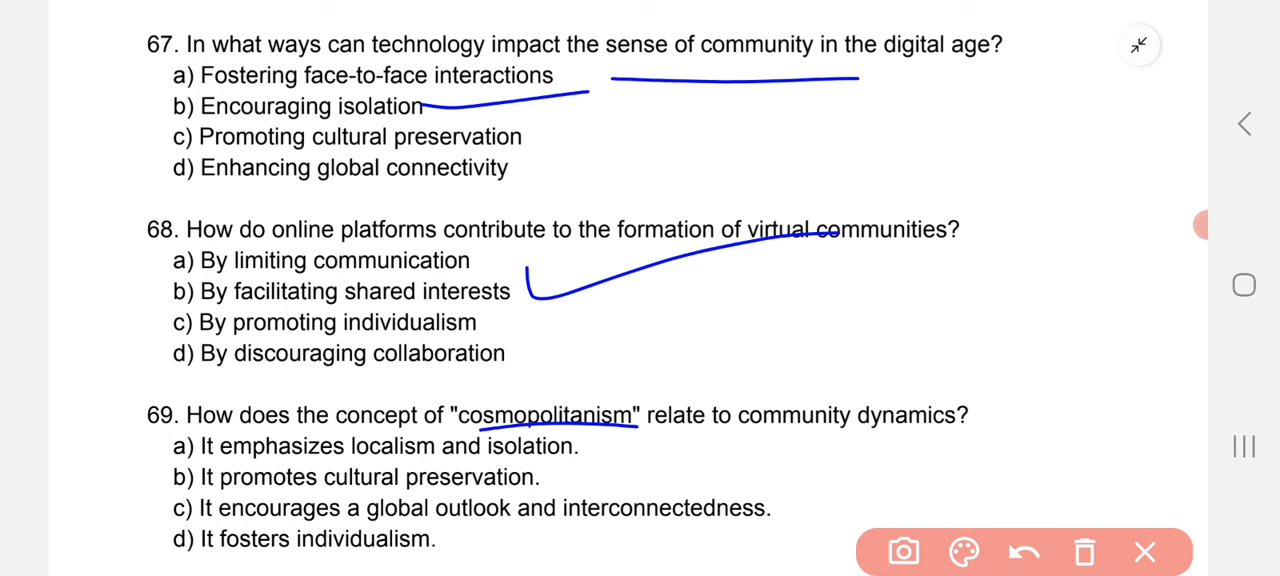 67. In what ways can technology impact the sense of community in the digital age?
a) Fostering face-to-face interactions
b) Encouraging isolation
c) Promoting cultural preservation
d) Enhancing global connectivity
68. How do online platforms contribute to the formation of virtual communities?
a) By limiting communication
b) By facilitating shared interests
c) By promoting individualism
d) By discouraging collaboration
69. How does the concept of "cosmopolitanism" relate to community dynamics?
a) It emphasizes localism and isolation.
b) It promotes cultural preservation.
c) It encourages a global outlook and interconnectedness.
d) It fosters individualism.